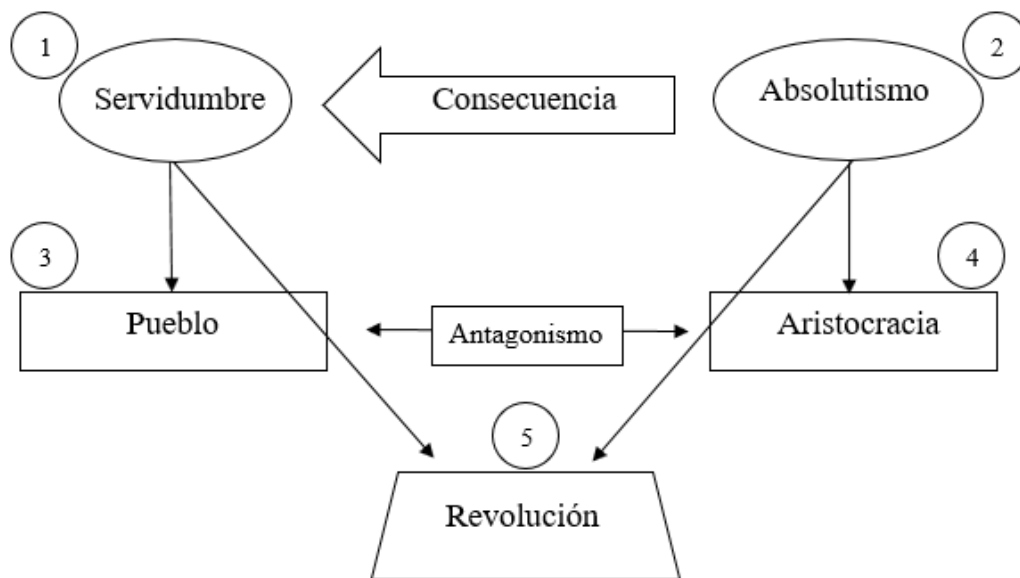 1
2
Servidumbre
Consecuencia
Absolutismo
3
4
Pueblo
Antagonismo
Aristocracia
5
Revolución